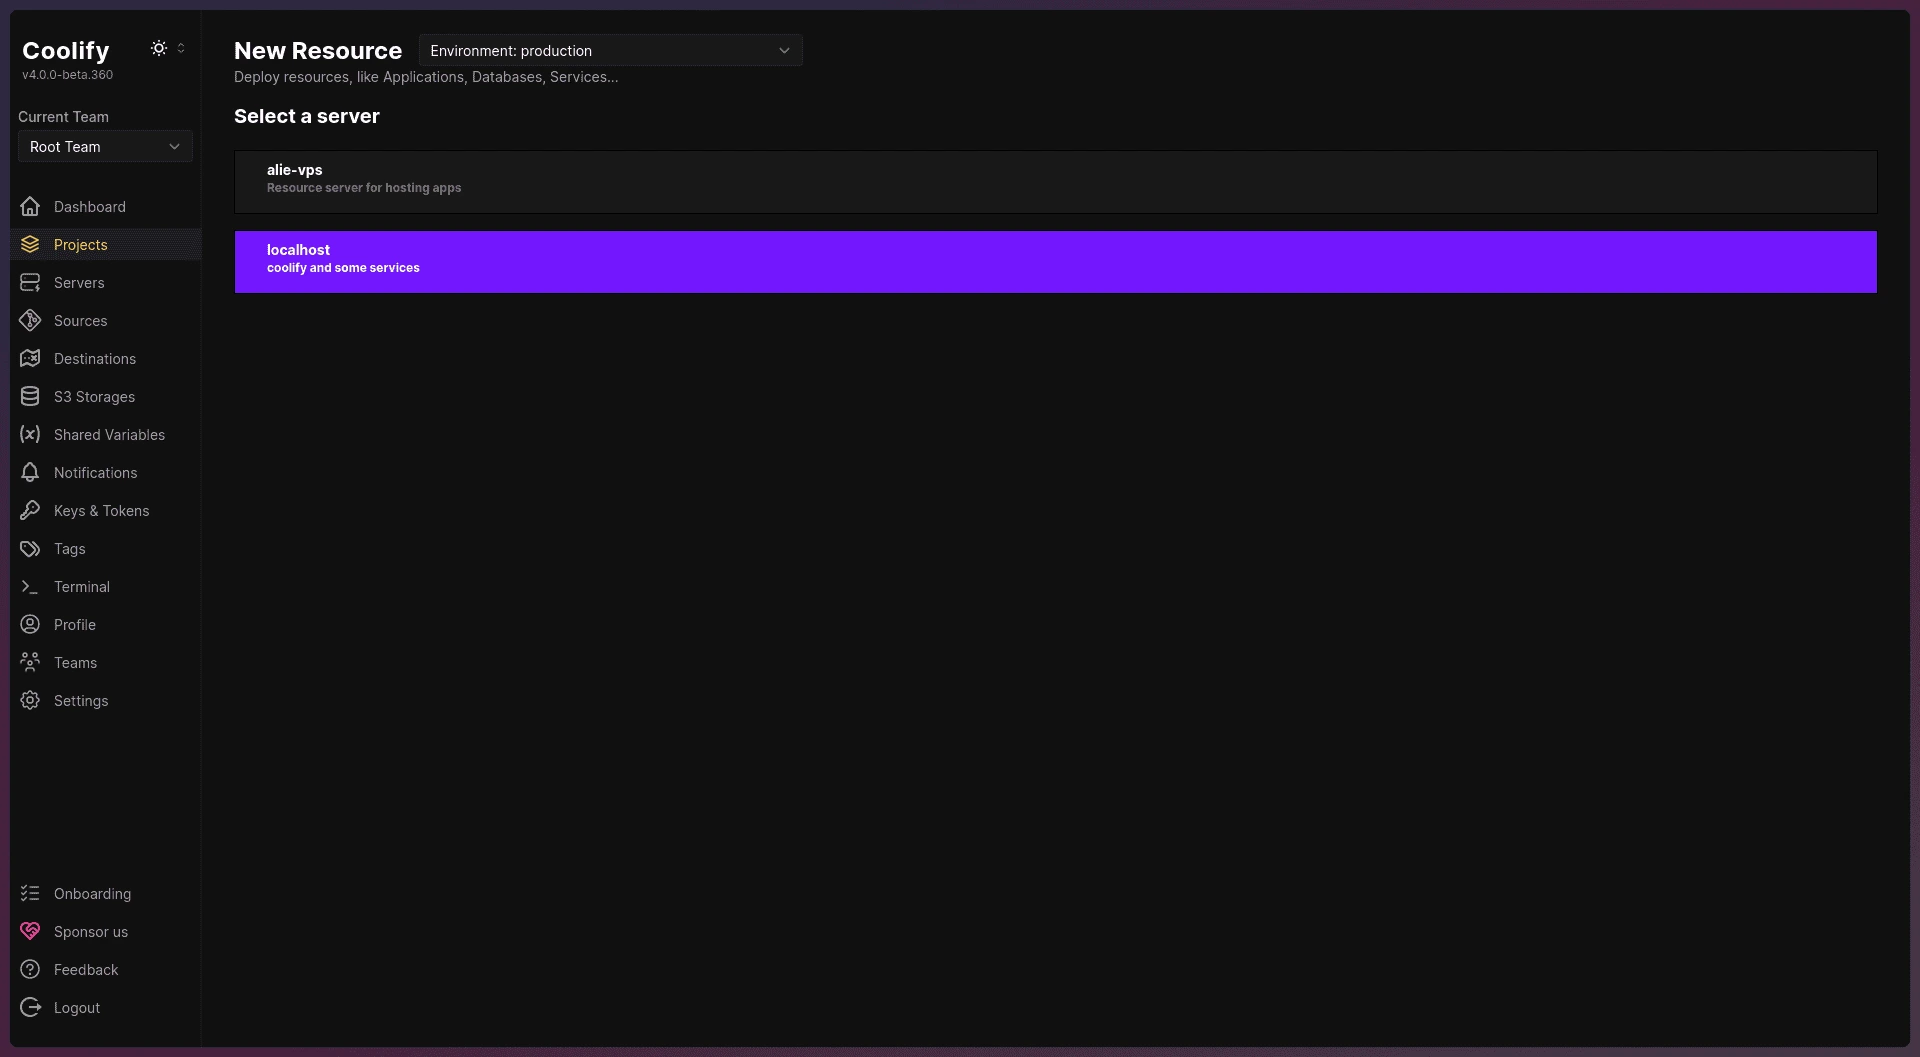 Coolify
v4.0.0-beta.360
Current Team
Root Team
Dashboard
Projects
Servers
Sources
Destinations
S3 Storages
Shared Variables
Notifications
Keys & Tokens
Tags
Terminal
Profile
Teams
Settings
Onboarding
Sponsor us
Feedback
Logout
New Resource
Environment: production
Deploy resources, like Applications, Databases, Services...
Select a server
alie-vps
Resource server for hosting apps
localhost
coolify and some services